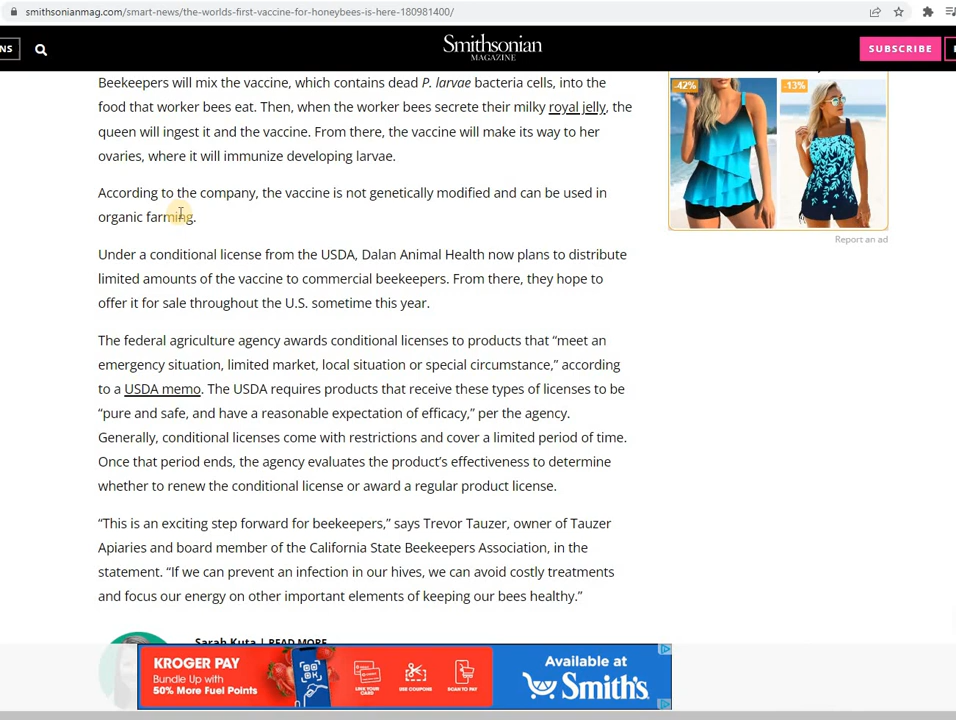 smithsonianmag.com/smart-news/the-worlds-first-vaccine-for-honeybees-is-here-180981400/
NS
Smithsonian
MAGAZINE
SUBSCRIBE
Beekeepers will mix the vaccine, which contains dead P. larvae bacteria cells, into the
food that worker bees eat. Then, when the worker bees secrete their milky royal jelly, the
queen will ingest it and the vaccine. From there, the vaccine will make its way to her
ovaries, where it will immunize developing larvae.
-42%
-13%
According to the company, the vaccine is not genetically modified and can be used in
organic farming.
Report an ad
Under a conditional license from the USDA, Dalan Animal Health now plans to distribute
limited amounts of the vaccine to commercial beekeepers. From there, they hope to
offer it for sale throughout the U.S. sometime this year.
The federal agriculture agency awards conditional licenses to products that “meet an
emergency situation, limited market, local situation or special circumstance,” according
to a USDA memo. The USDA requires products that receive these types of licenses to be
“pure and safe, and have a reasonable expectation of efficacy,” per the agency.
Generally, conditional licenses come with restrictions and cover a limited period of time.
Once that period ends, the agency evaluates the product’s effectiveness to determine
whether to renew the conditional license or award a regular product license.
“This is an exciting step forward for beekeepers,” says Trevor Tauzer, owner of Tauzer
Apiaries and board member of the California State Beekeepers Association, in the
statement. “If we can prevent an infection in our hives, we can avoid costly treatments
and focus our energy on other important elements of keeping our bees healthy.”
Sarah Kuta | READ MORE
KROGER PAY
Bundle Up with
50% More Fuel Points
LINK YOUR
CARD
USE COUPONS
SCAN TO PAY
Available at
Smith's